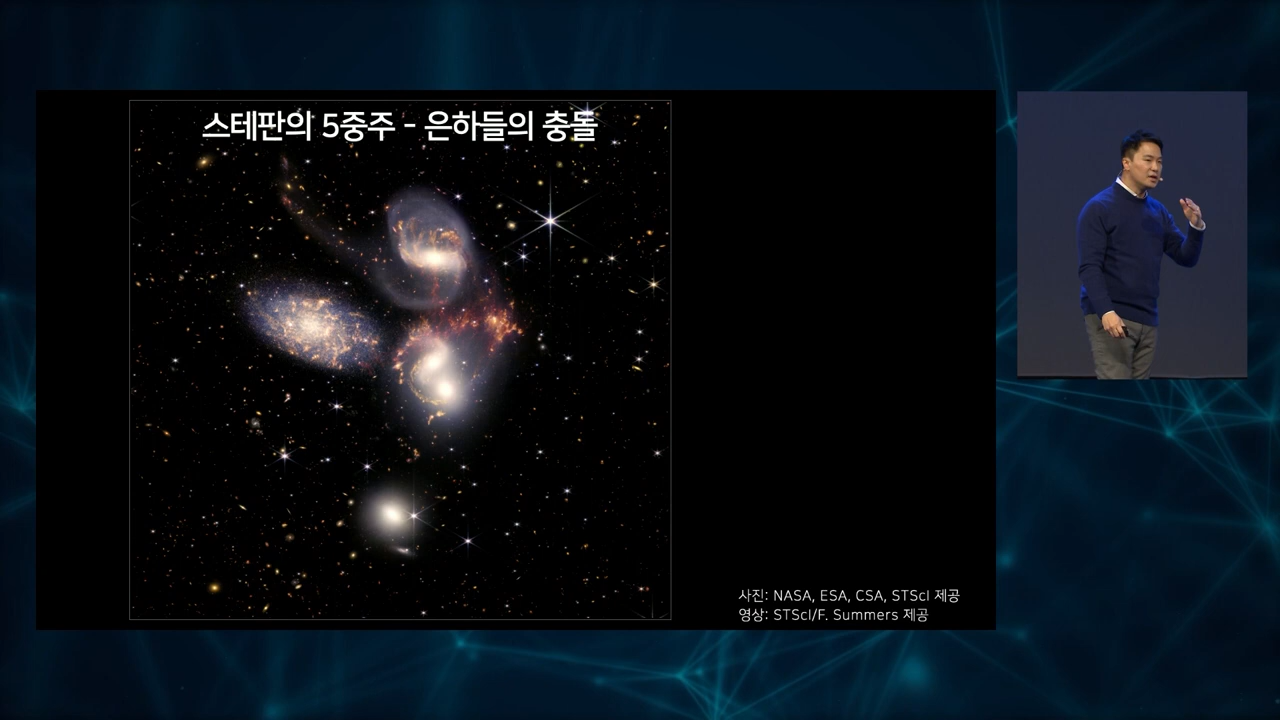 스테판의 5중주 - 은하들의 충돌
사진: NASA, ESA, CSA, STScI 제공
영상: STScI/F. Summers 제공